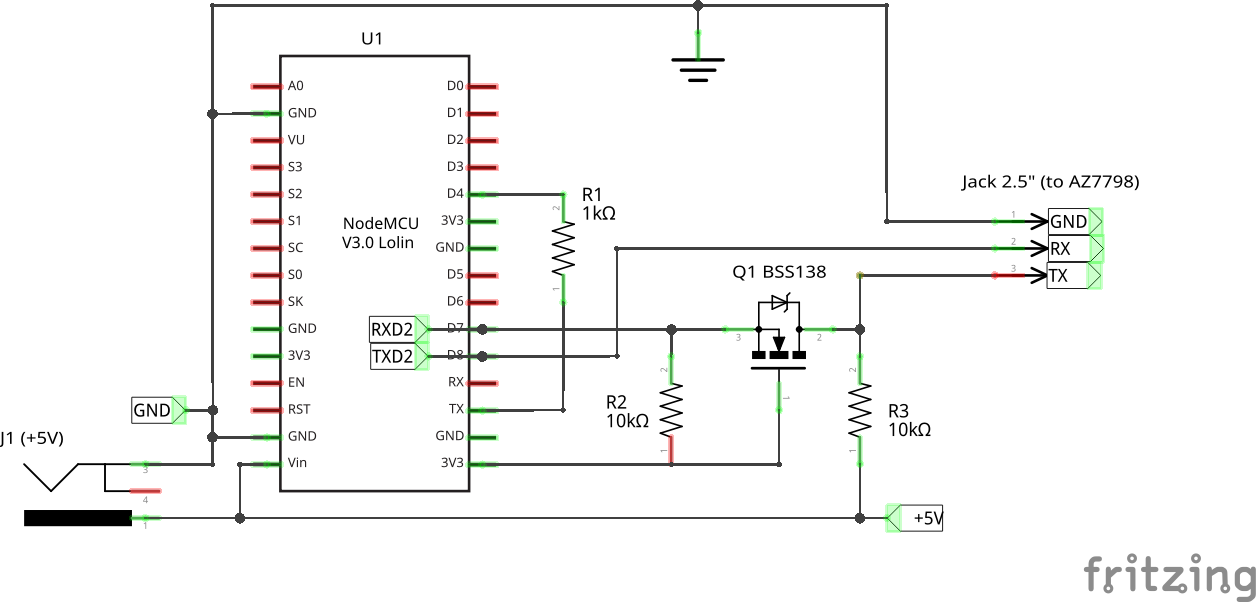 U1
A0
GND
VU
S3
S2
S1
SC
S0
SK
GND
3V3
EN
RST
GND
Vin
D0
D1
D2
D3
D4
3V3
GND
D5
D6
D7
D8
RX
TX
GND
3V3
NodeMCU
V3.0 Lolin
RXD2
TXD2
GND
J1 (+5V)
3
4
1
R1
1kΩ
2
1
R2
10kΩ
2
1
Q1 BSS138
3
2
1
R3
10kΩ
2
1
Jack 2.5" (to AZ7798)
1
GND
2
RX
3
TX
+5V
fritzing